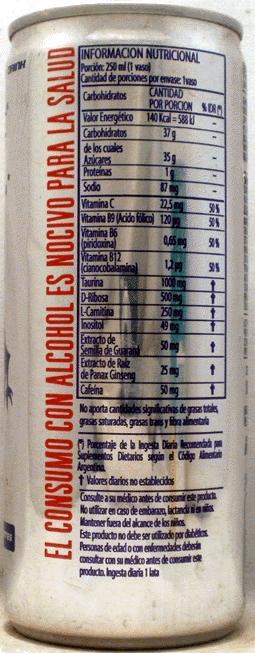 EL CONSUMO CON ALCOHOL ES NOCIVO PARA LA SALUD
INFORMACION NUTRICIONAL
Porción: 250 ml (1 vaso)
Cantidad de porciones por envase: 1vaso
Carbohidratos CANTIDAD POR PORCION % IDR (*)
Valor Energético 140 Kcal = 588 kJ –
Carbohidratos 37 g –
de los cuales
Azúcares 35 g –
Proteínas 1 g –
Sodio 87 mg –
Vitamina C 22,5 mg 50%
Vitamina B9 (Ácido fólico) 120 µg 50%
Vitamina B6
(piridoxina) 0,65 mg 50%
Vitamina B12
(cianocobalamina) 1,2 µg 50%
Taurina 1000 mg †
D-Ribosa 500 mg †
L-Carnitina 250 mg †
Inositol 49 mg †
Extracto de
Semilla de Guaraná 50 mg †
Extracto de Raíz
de Panax Ginseng 25 mg †
Cafeína 50 mg †
No aporta cantidades significativas de grasas totales,
grasas saturadas, grasas trans y fibra alimentaria
(*) Porcentaje de la Ingesta Diaria Recomendada para
Suplementos Dietarios según el Código Alimentario
Argentino.
† Valores diarios no establecidos
Consulte a su médico antes de consumir este producto.
No utilizar en caso de embarazo, lactancia ni en niños.
Mantener fuera del alcance de los niños.
Este producto no debe ser utilizado por diabéticos.
Personas de edad o con enfermedades deberán
consultar con su médico antes de consumir este
producto. Ingesta diaria 1 lata